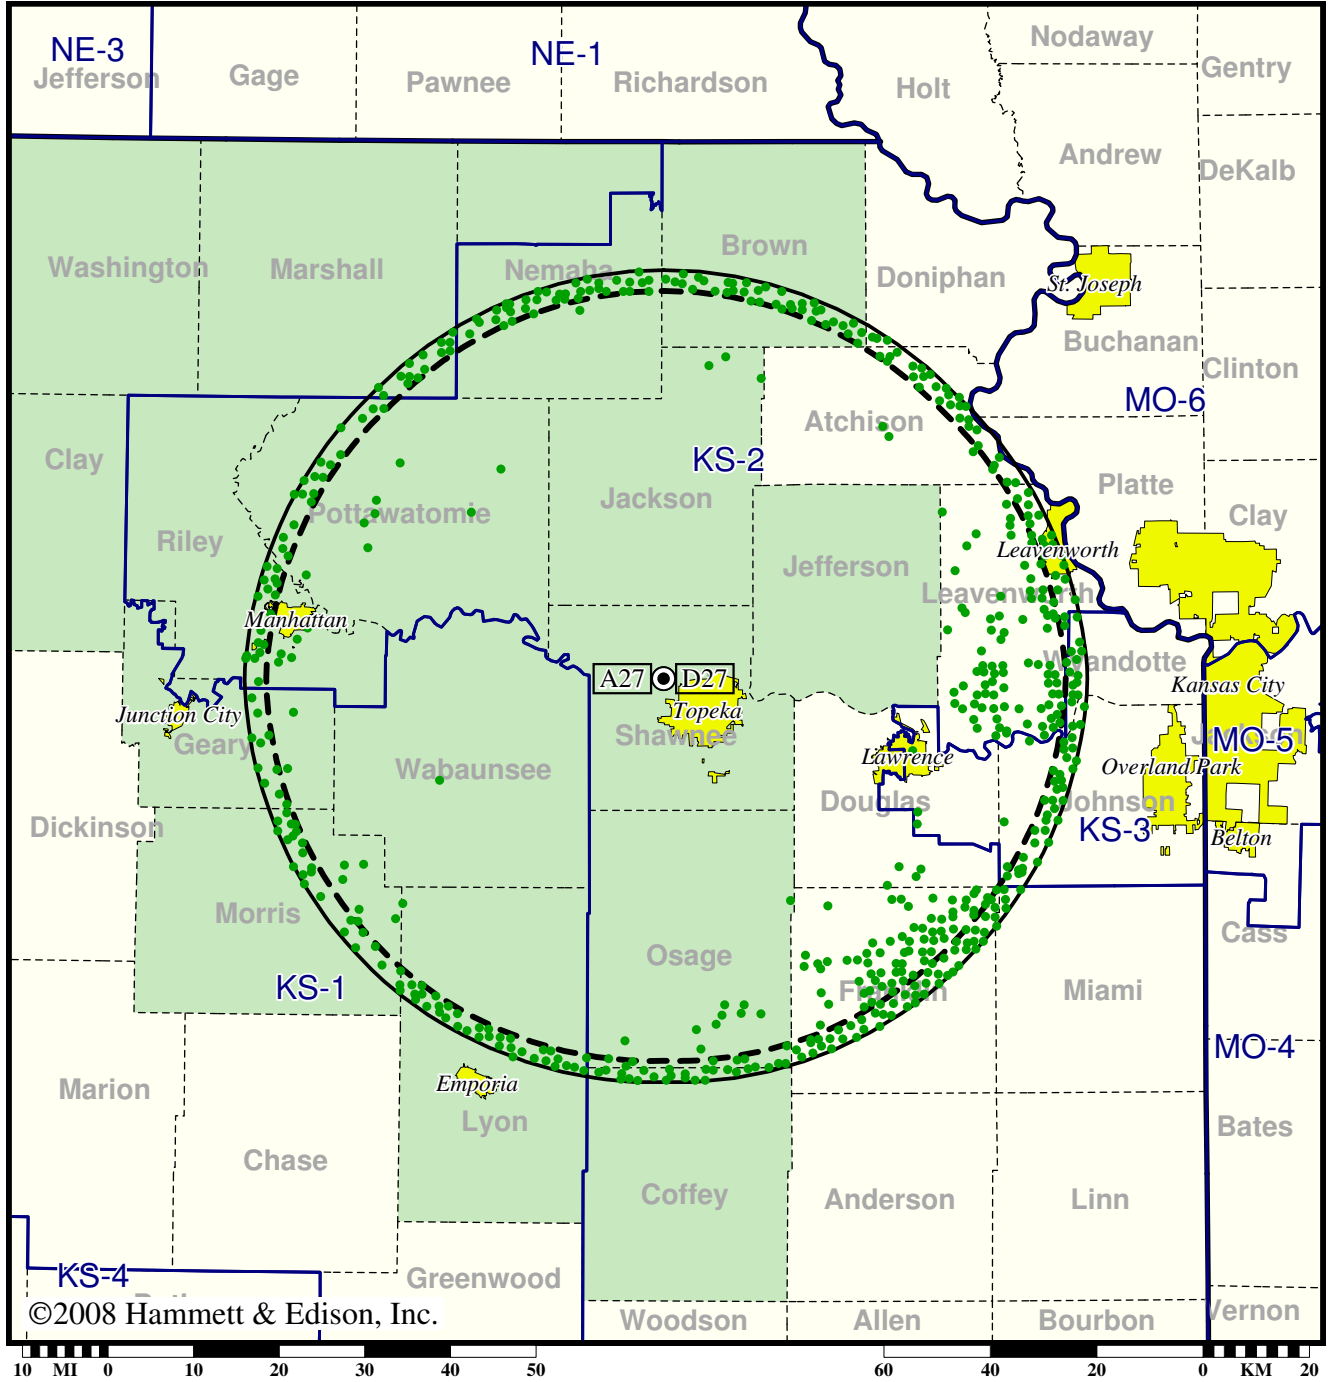 Nodaway
NE-3
NE-1
Gentry
Jefferson
Gage
Pawnee
Richardson
Holt
Andrew
DeKalb
Brown
Washington
Marshall
Nemaha
Doniphan
St. Joseph
Buchanan
Clinton
MO-6
Atchison
Clay
KS-2
Platte
Jackson
Pottawatomie
Clay
Riley
Leavenworth
Jefferson
Leavenworth
Manhattan
Wyandotte
A27
D27
Kansas City
Junction City
Topeka
Geary
Shawnee
Jackson
MO-5
Lawrence
Overland Park
Wabaunsee
Douglas
Johnson
Dickinson
KS-3
Belton
Morris
Cass
Osage
KS-1
Franklin
Miami
MO-4
Emporia
Marion
Lyon
Bates
Chase
Coffey
Anderson
Linn
KS-4
Greenwood
©2008 Hammett & Edison, Inc.
Woodson
Allen
Bourbon
Vernon
10 MI 0 10 20 30 40 50 60 40 20 0 KM 20